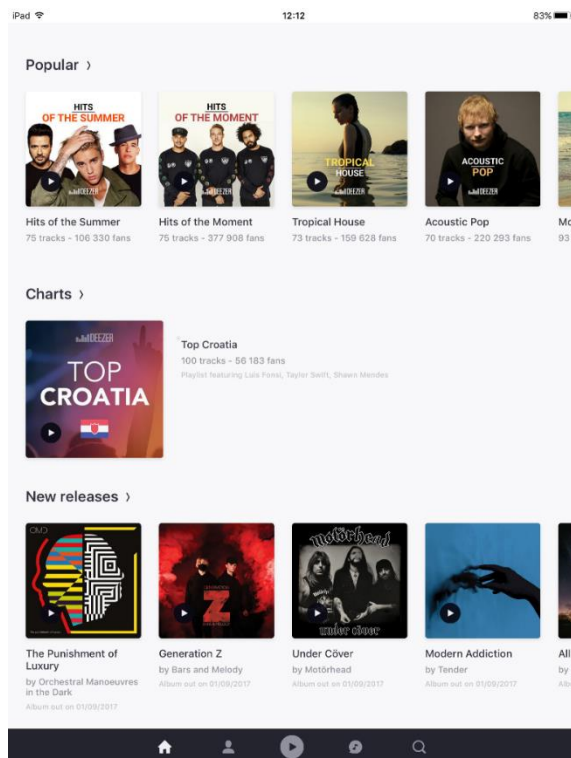 iPad 12:12 83%
Popular >
HITS
OF THE SUMMER
DEEZER
HITS
OF THE MOMENT
DEEZER
TROPICAL
HOUSE
DEEZER
ACOUSTIC
POP
DEEZER
Hits of the Summer
75 tracks - 106 330 fans
Hits of the Moment
75 tracks - 377 908 fans
Tropical House
73 tracks - 159 628 fans
Acoustic Pop
70 tracks - 220 293 fans
Mo
93
Charts >
DEEZER
TOP
CROATIA
Top Croatia
100 tracks - 56 183 fans
Playlist featuring Luis Fonsi, Taylor Swift, Shawn Mendes
New releases >
OMD
Z
Motörhead
under cöver
The Punishment of
Luxury
by Orchestral Manoeuvres
in the Dark
Album out on 01/09/2017
Generation Z
by Bars and Melody
Album out on 01/09/2017
Under Cöver
by Motörhead
Album out on 01/09/2017
Modern Addiction
by Tender
Album out on 01/09/2017
All
by
Alb